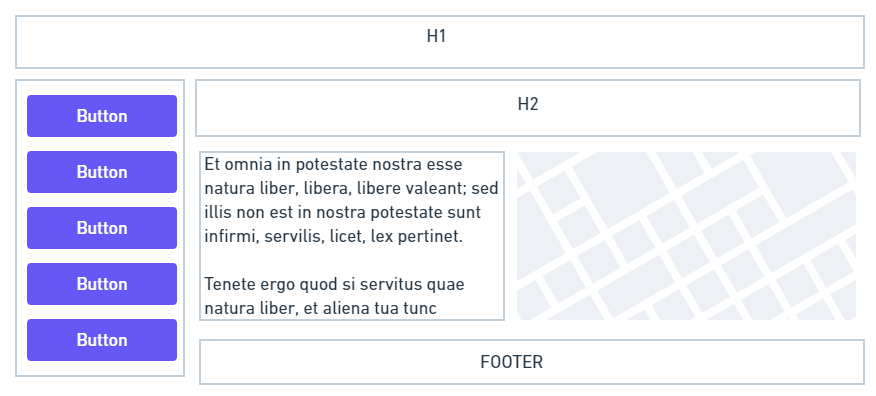 H1
Button
Button
Button
Button
Button
H2
Et omnia in potestate nostra esse
natura liber, libera, libere valeant; sed
illis non est in nostra potestate sunt
infirmi, servilis, licet, lex pertinet.
Tenete ergo quod si servitus quae
natura liber, et aliena tua tunc
FOOTER